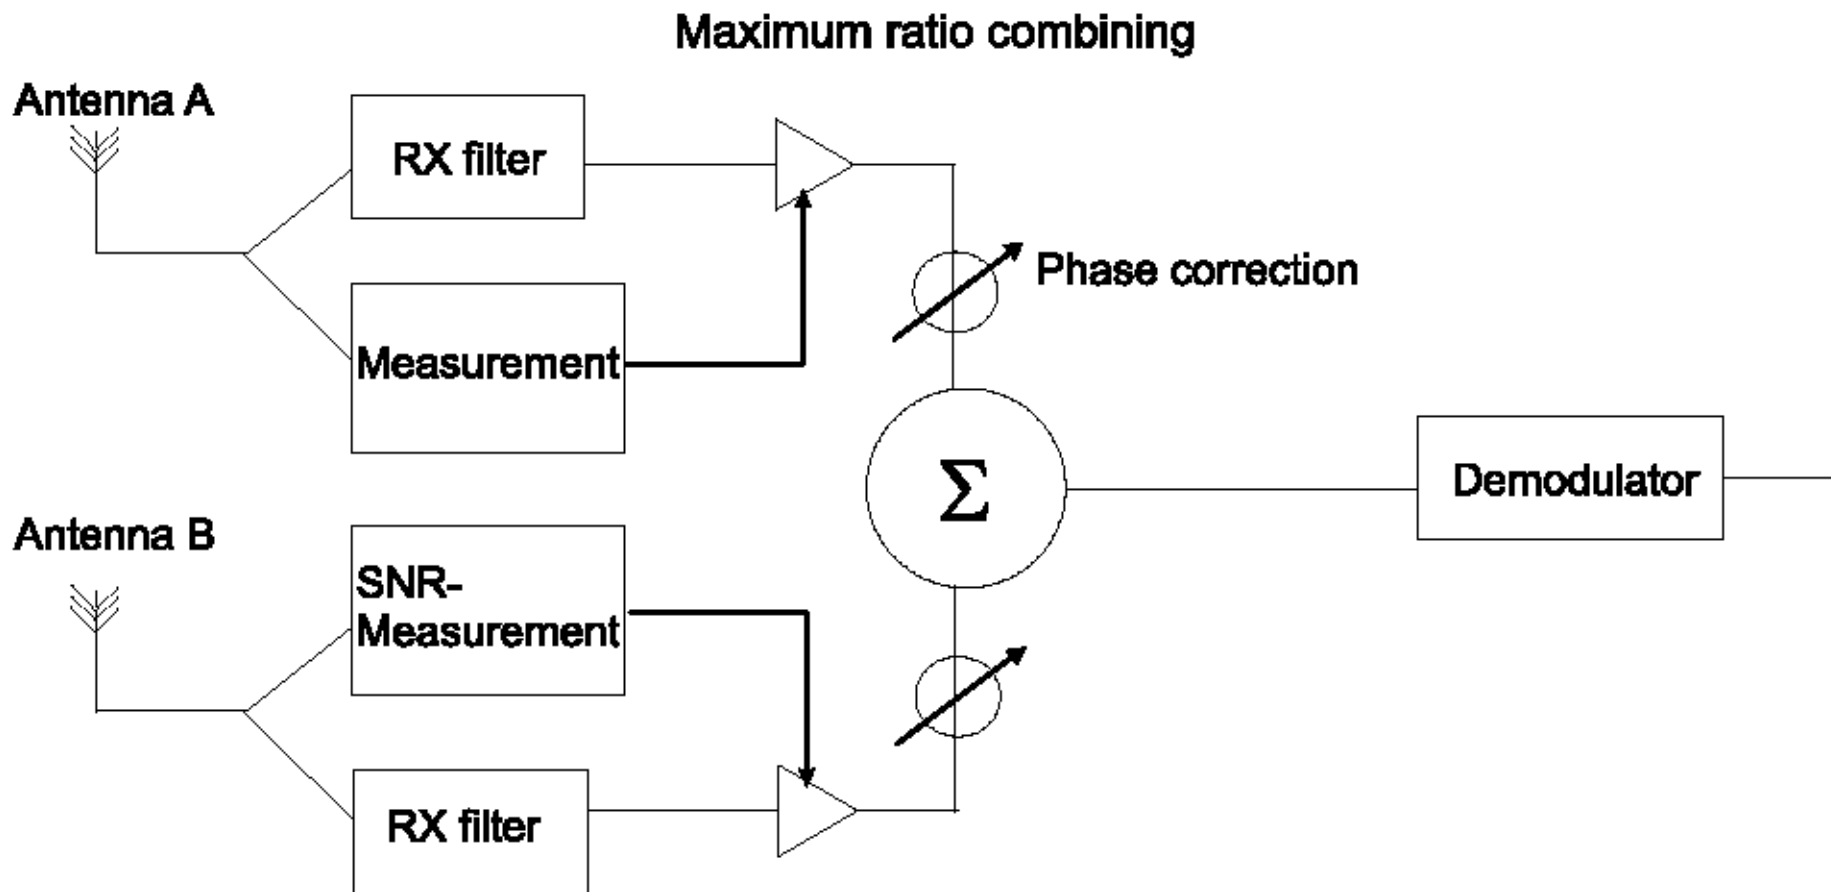 Maximum ratio combining
Antenna A
RX filter
Phase correction
Measurement
Σ
Demodulator
Antenna B
SNR-
Measurement
RX filter